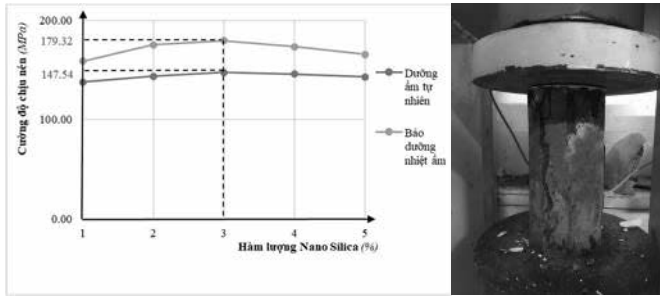 Cường độ chịu nén (MPa)
200.00
179.32
147.54
100.00
0.00
1 2 3 4 5
Hàm lượng Nano Silica (%)
Dưỡng
ẩm tự
nhiên
Bảo
dưỡng
nhiệt ẩm